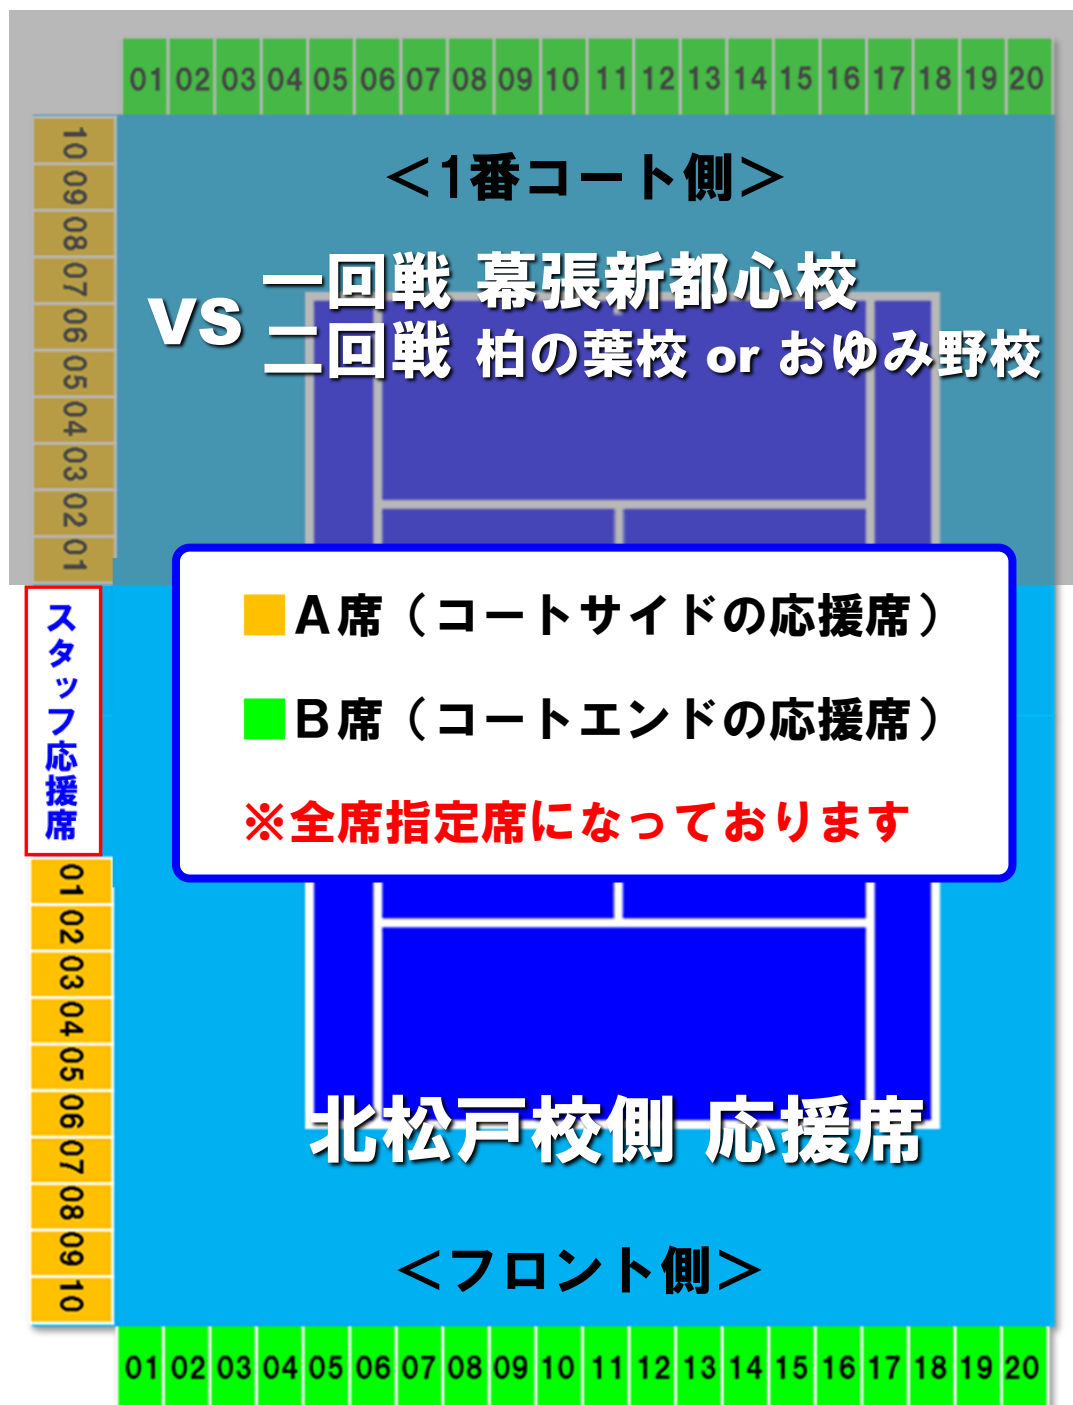 01 02 03 04 05 06 07 08 09 10 11 12 13 14 15 16 17 18 19 20
10 09 08 07 06 05 04 03 02 01
＜1番コート側＞
VS
一回戦 幕張新都心校
二回戦 柏の葉校 or おゆみ野校
■A席（コートサイドの応援席）
■B席（コートエンドの応援席）
※全席指定席になっております
スタッフ応援席
01 02 03 04 05 06 07 08 09 10
北松戸校側 応援席
＜フロント側＞
01 02 03 04 05 06 07 08 09 10 11 12 13 14 15 16 17 18 19 20